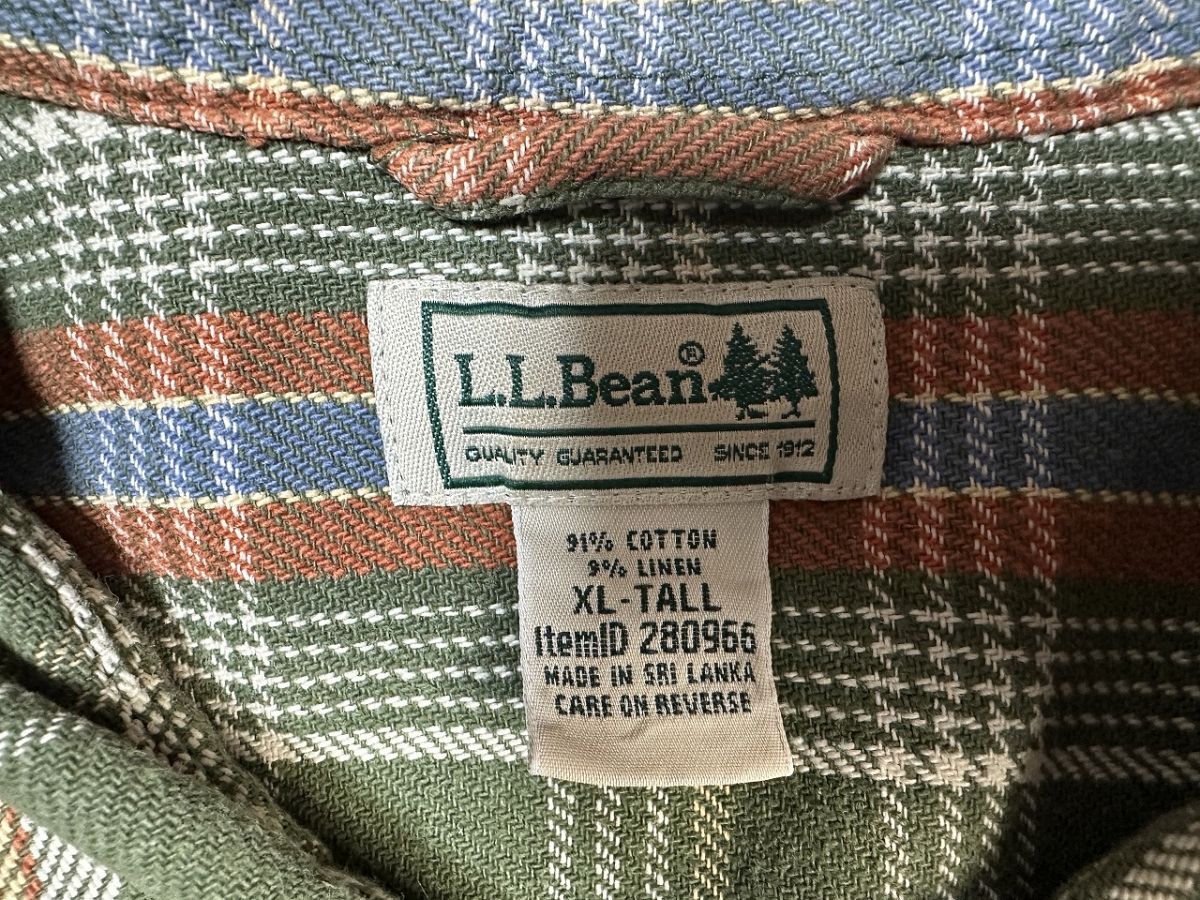 L.L.Bean®
QUALITY GUARANTEED SINCE 1912
91% COTTON
9% LINEN
XL-TALL
ItemID 280966
MADE IN SRI LANKA
CARE ON REVERSE